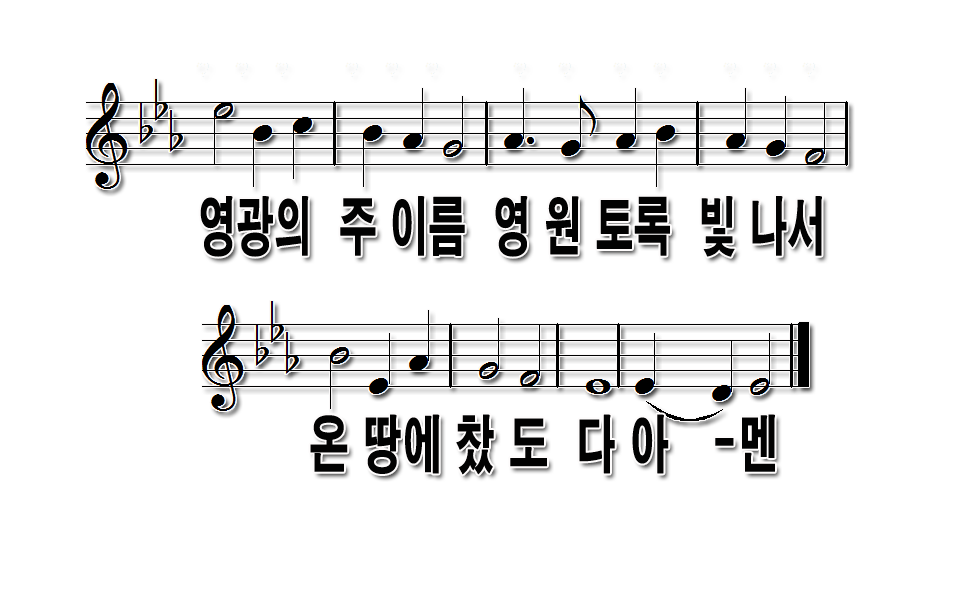 영광의 주 이름 영 원 토록 빛 나서
온 땅에 찼 도 다 아 -멘